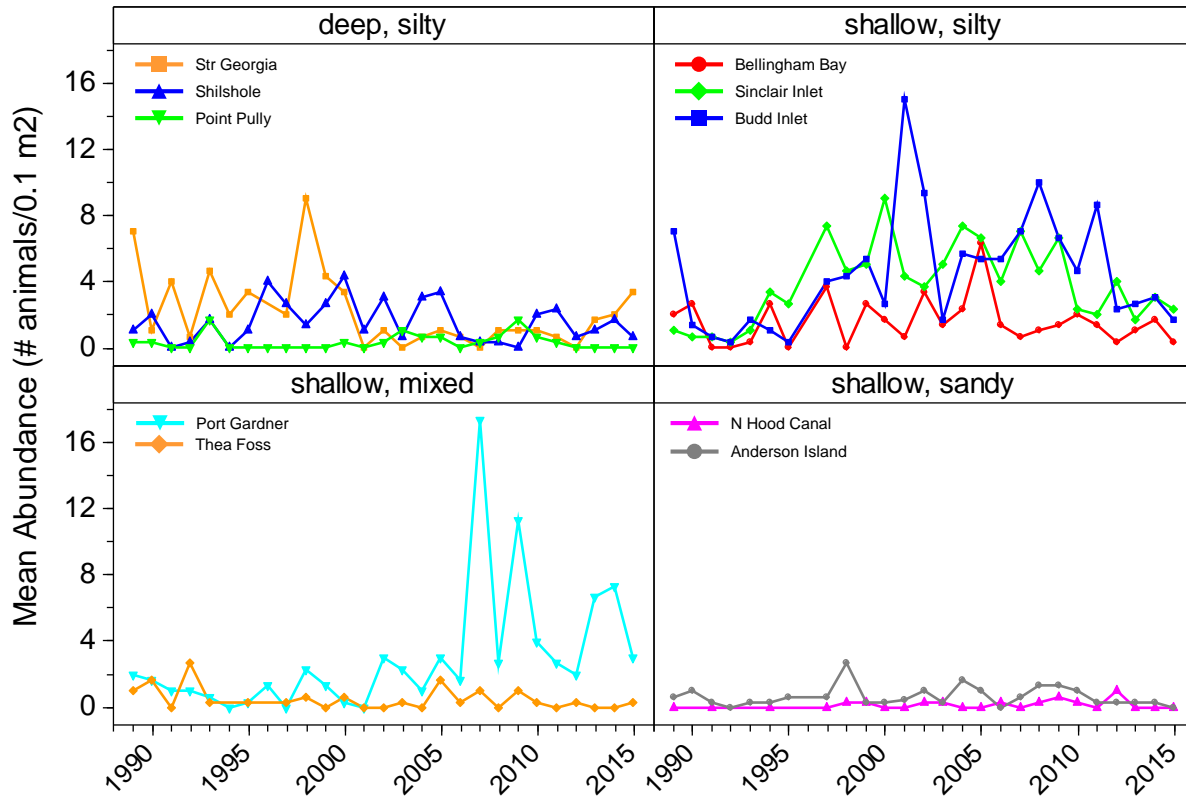 Mean Abundance (# animals/0.1 m2)
deep, silty
Str Georgia
Shilshole
Point Pully
16
12
8
4
0
shallow, silty
Bellingham Bay
Sinclair Inlet
Budd Inlet
shallow, mixed
Port Gardner
Thea Foss
16
12
8
4
0
shallow, sandy
N Hood Canal
Anderson Island
1990 1995 2000 2005 2010 2015 1990 1995 2000 2005 2010 2015